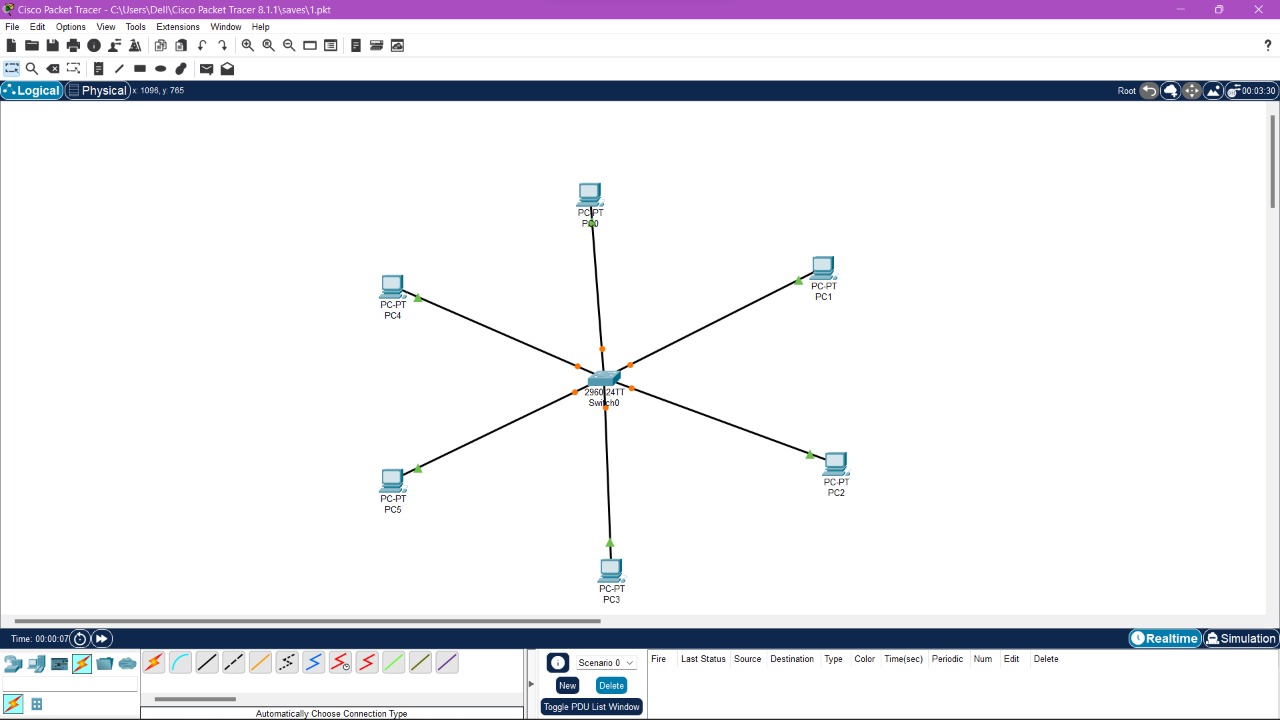 Cisco Packet Tracer - C:\Users\Dell\Cisco Packet Tracer 8.1.1\saves\1.pkt
File Edit Options View Tools Extensions Window Help
?
Logical Physical x: 1096, y: 765 Root 00:03:30
PC-PT
PC0
PC-PT
PC1
PC-PT
PC4
2960-24TT
Switch0
PC-PT
PC2
PC-PT
PC5
PC-PT
PC3
Time: 00:00:07 Realtime Simulation
Scenario 0
New Delete
Toggle PDU List Window
Fire Last Status Source Destination Type Color Time(sec) Periodic Num Edit Delete
Automatically Choose Connection Type